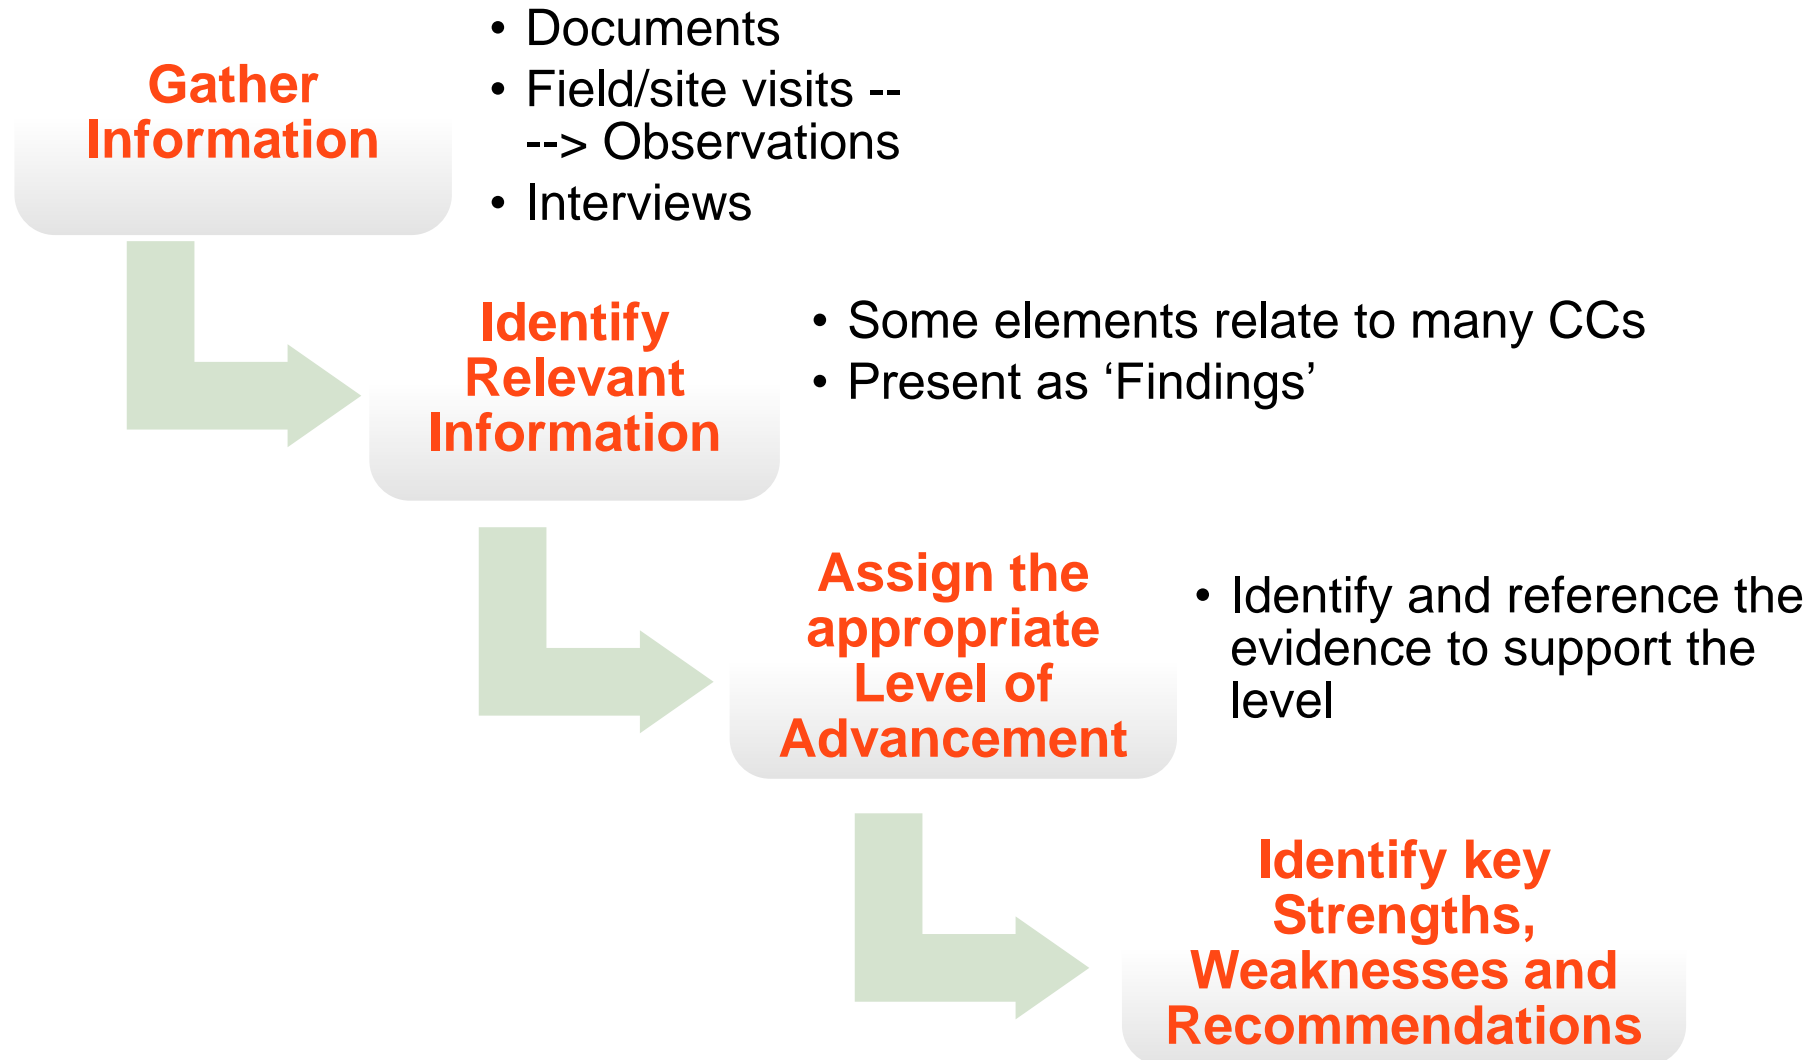 Gather
Information
• Documents
• Field/site visits --
--> Observations
• Interviews
Identify
Relevant
Information
• Some elements relate to many CCs
• Present as ‘Findings’
Assign the
appropriate
Level of
Advancement
• Identify and reference the
evidence to support the
level
Identify key
Strengths,
Weaknesses and
Recommendations